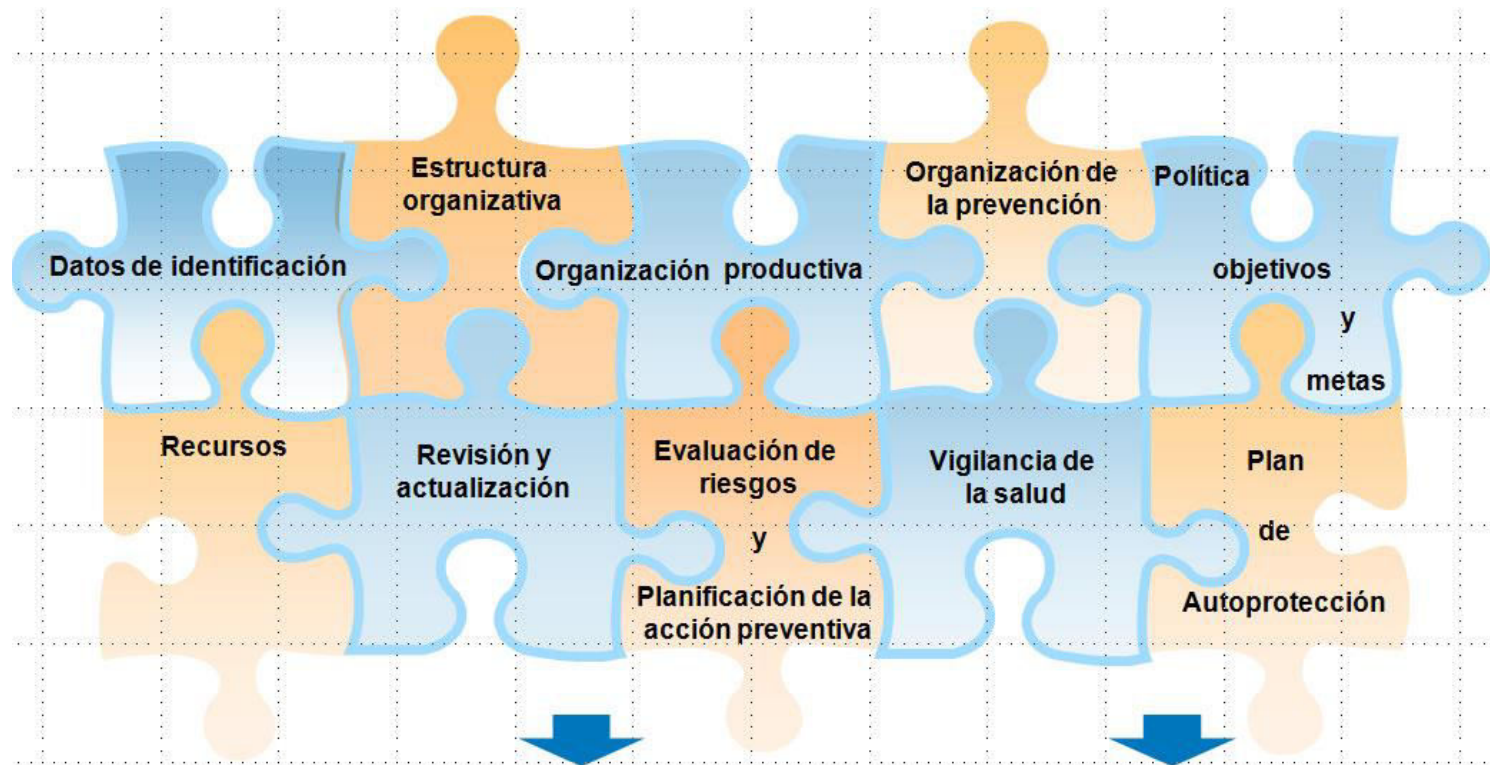 Estructura
organizativa
Organización de
la prevención
Política
Datos de identificación
Organización productiva
objetivos
y
metas
Recursos
Revisión y
actualización
Evaluación de
riesgos
y
Planificación de la
acción preventiva
Vigilancia de
la salud
Plan
de
Autoprotección